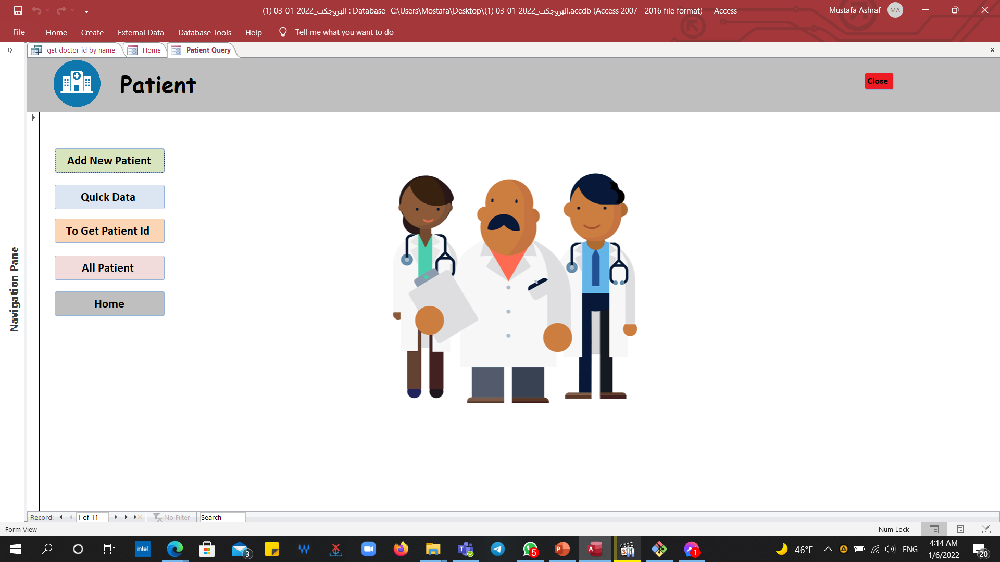 البروجكت_2022-01-03 (1) : Database- C:\Users\Mostafa\Desktop\البروجكت_2022-01-03 (1).accdb (Access 2007 - 2016 file format) - Access
Mustafa Ashraf MA
File Home Create External Data Database Tools Help Tell me what you want to do
get doctor id by name Home Patient Query
Patient
Close
Add New Patient
Quick Data
To Get Patient Id
All Patient
Home
Navigation Pane
Record: 1 of 11 No Filter Search
Form View Num Lock
intel 3 W 5 P A 3 1 46°F ENG 4:14 AM
1/6/2022 20